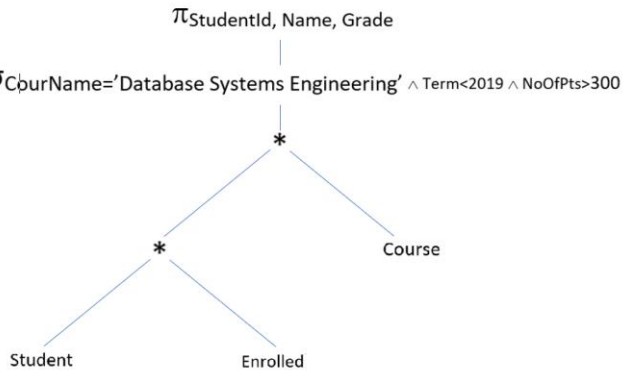 πStudentId, Name, Grade
σCourName='Database Systems Engineering' ∧ Term<2019 ∧ NoOfPts>300
*
*
Course
Student
Enrolled